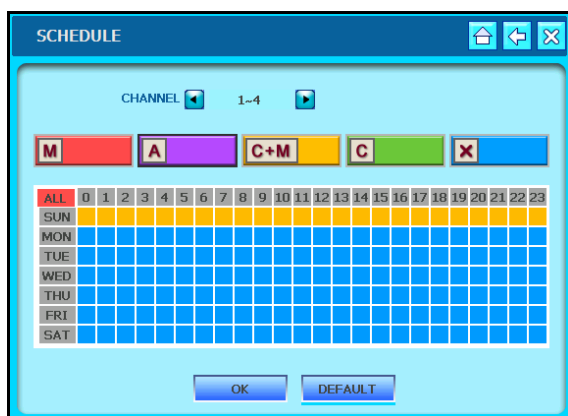 SCHEDULE
CHANNEL 1~4
M A C+M C X
ALL 0 1 2 3 4 5 6 7 8 9 10 11 12 13 14 15 16 17 18 19 20 21 22 23
SUN
MON
TUE
WED
THU
FRI
SAT
OK DEFAULT